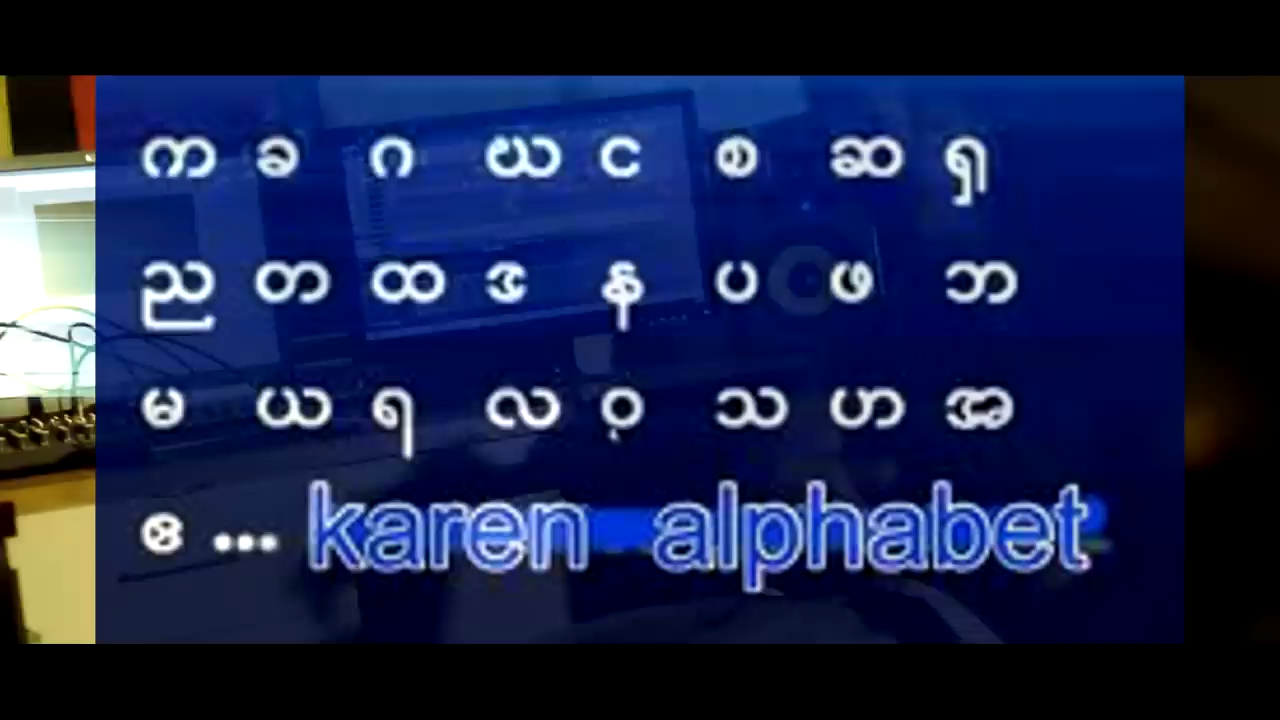 က ခ ဂ ဃ င စ ဆ ၡ
ည တ ထ ဒ န ပ ဖ ဘ
မ ယ ရ လ ဝ့ သ ဟ အ
ဧ ... karen alphabet